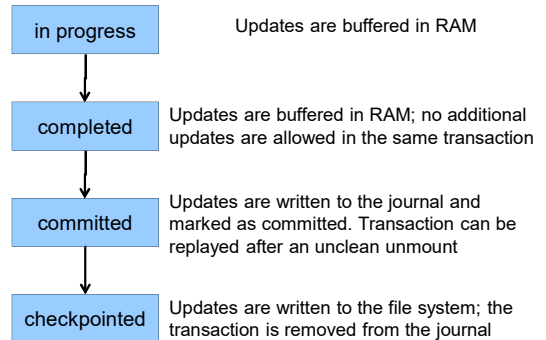 in progress
Updates are buffered in RAM
completed
Updates are buffered in RAM; no additional
updates are allowed in the same transaction
committed
Updates are written to the journal and
marked as committed. Transaction can be
replayed after an unclean unmount
checkpointed
Updates are written to the file system; the
transaction is removed from the journal